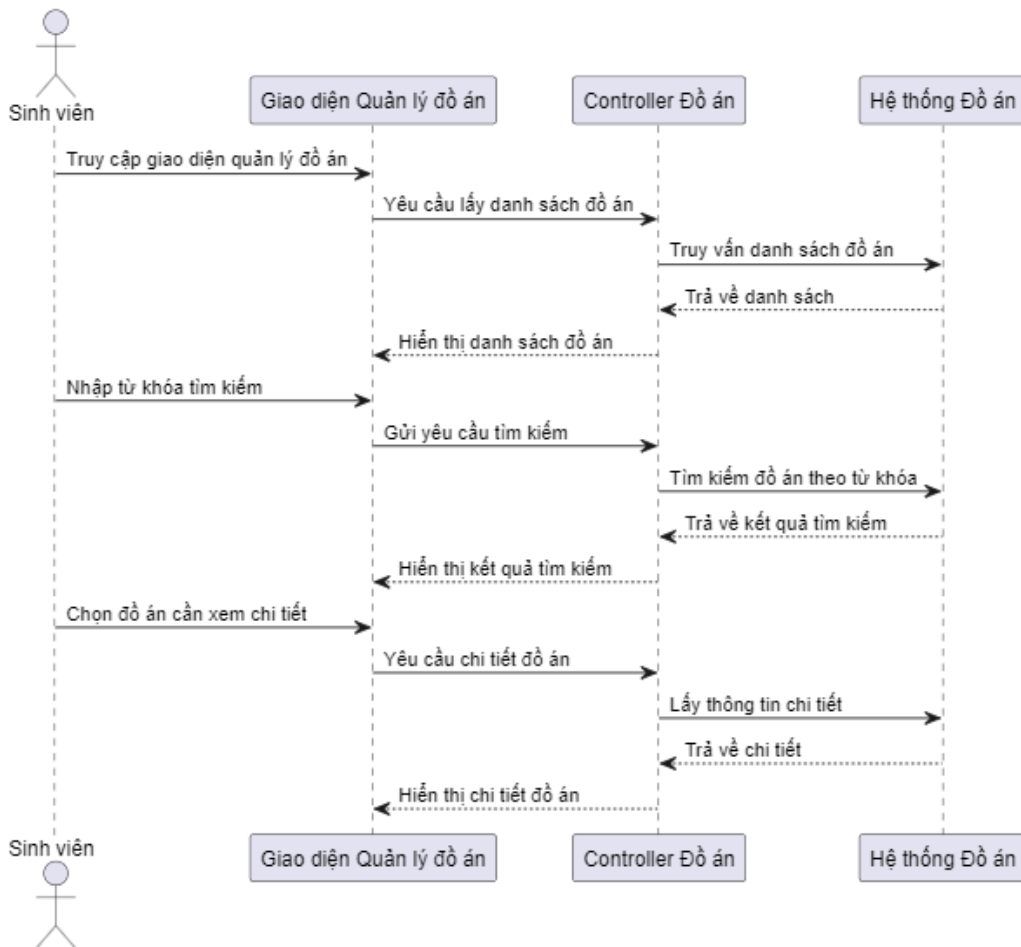 Sinh viên
Giao diện Quản lý đồ án
Controller Đồ án
Hệ thống Đồ án
Truy cập giao diện quản lý đồ án
Yêu cầu lấy danh sách đồ án
Truy vấn danh sách đồ án
Trả về danh sách
Hiển thị danh sách đồ án
Nhập từ khóa tìm kiếm
Gửi yêu cầu tìm kiếm
Tìm kiếm đồ án theo từ khóa
Trả về kết quả tìm kiếm
Hiển thị kết quả tìm kiếm
Chọn đồ án cần xem chi tiết
Yêu cầu chi tiết đồ án
Lấy thông tin chi tiết
Trả về chi tiết
Hiển thị chi tiết đồ án
Sinh viên
Giao diện Quản lý đồ án
Controller Đồ án
Hệ thống Đồ án